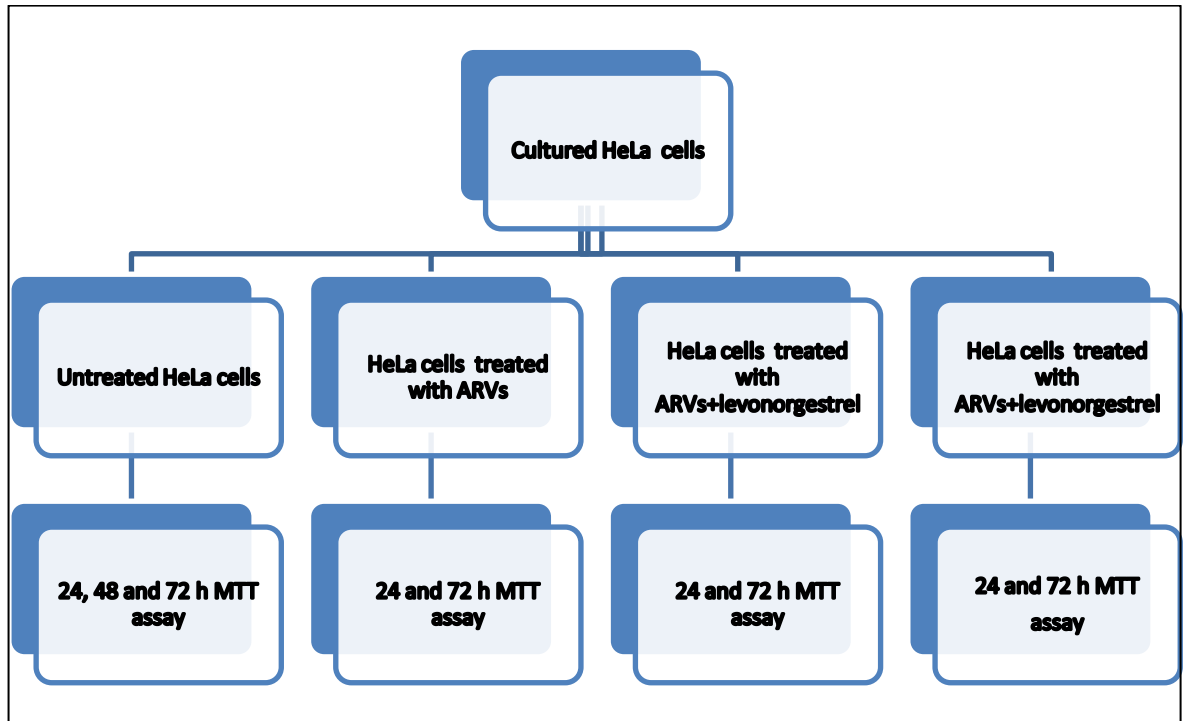 Cultured HeLa cells
Untreated HeLa cells
HeLa cells treated
with ARVs
HeLa cells treated
with
ARVs+levonorgestrel
HeLa cells treated
with
ARVs+levonorgestrel
24, 48 and 72 h MTT
assay
24 and 72 h MTT
assay
24 and 72 h MTT
assay
24 and 72 h MTT
assay